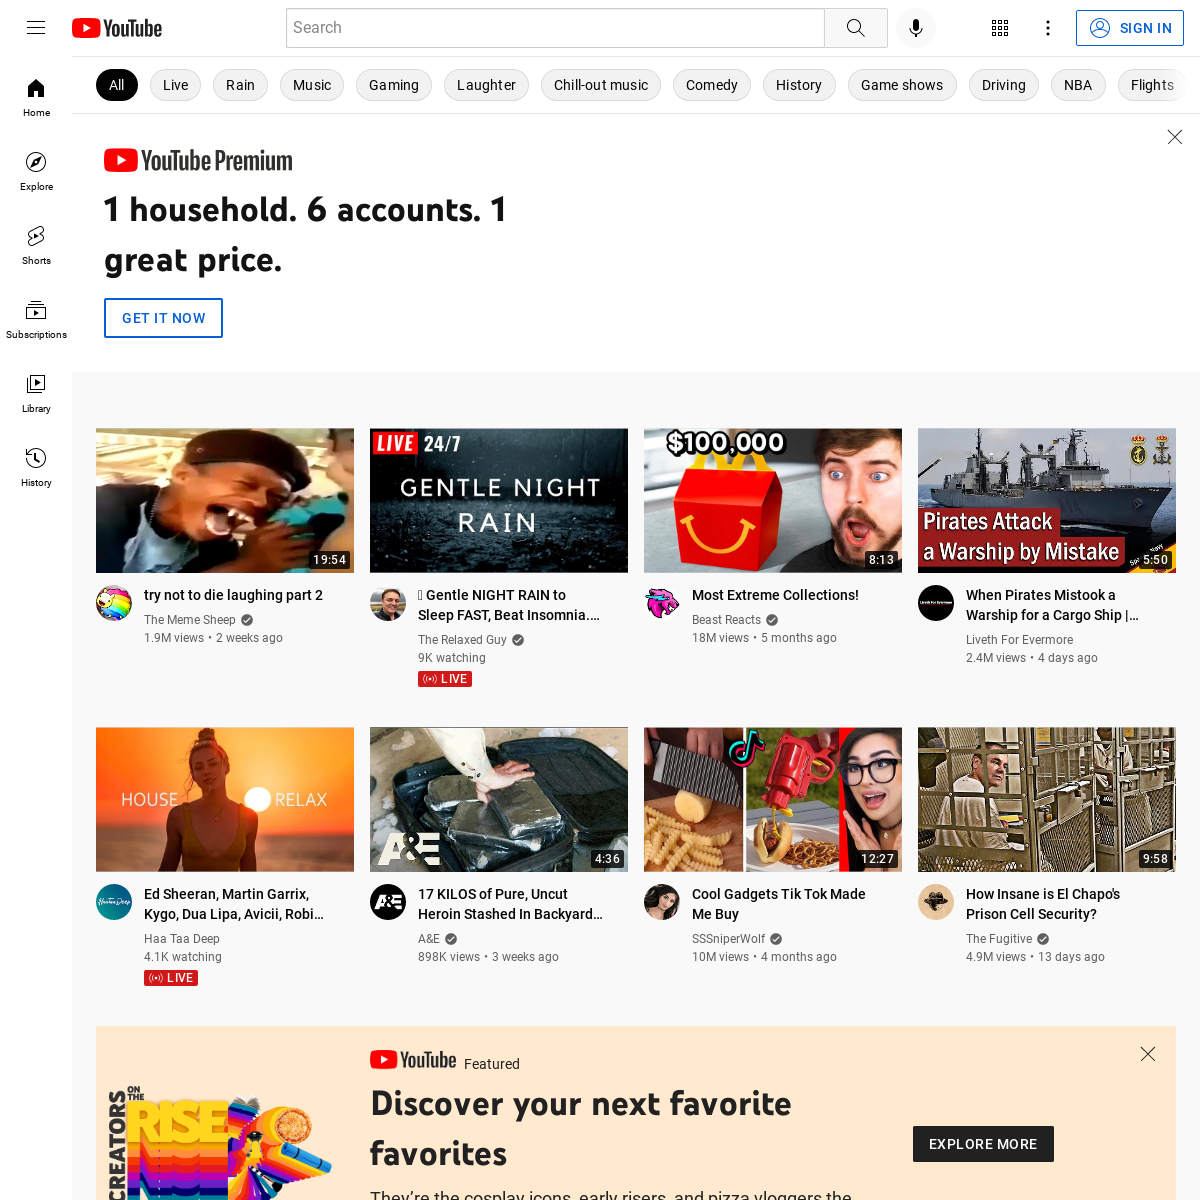 YouTube
Search
SIGN IN
Home
Explore
Shorts
Subscriptions
Library
History
All
Live
Rain
Music
Gaming
Laughter
Chill-out music
Comedy
History
Game shows
Driving
NBA
Flights
YouTube Premium
1 household. 6 accounts. 1
great price.
GET IT NOW
19:54
try not to die laughing part 2
The Meme Sheep
1.9M views • 2 weeks ago
LIVE 24/7
GENTLE NIGHT
RAIN
Gentle NIGHT RAIN to
Sleep FAST, Beat Insomnia....
The Relaxed Guy
9K watching
LIVE
$100,000
8:13
Most Extreme Collections!
Beast Reacts
18M views • 5 months ago
Pirates Attack
a Warship by Mistake
5:50
Liveth For Evermore
When Pirates Mistook a
Warship for a Cargo Ship |...
Liveth For Evermore
2.4M views • 4 days ago
HOUSE RELAX
HaaTaaDeep
Ed Sheeran, Martin Garrix,
Kygo, Dua Lipa, Avicii, Robi...
Haa Taa Deep
4.1K watching
LIVE
A&E
4:36
A&E
17 KILOS of Pure, Uncut
Heroin Stashed In Backyard...
A&E
898K views • 3 weeks ago
12:27
Cool Gadgets Tik Tok Made
Me Buy
SSSniperWolf
10M views • 4 months ago
9:58
How Insane is El Chapo's
Prison Cell Security?
The Fugitive
4.9M views • 13 days ago
CREATORS
ON
THE
RISE
YouTube Featured
Discover your next favorite
favorites
They're the cosplay icons, early risers, and pizza vloggers the
EXPLORE MORE